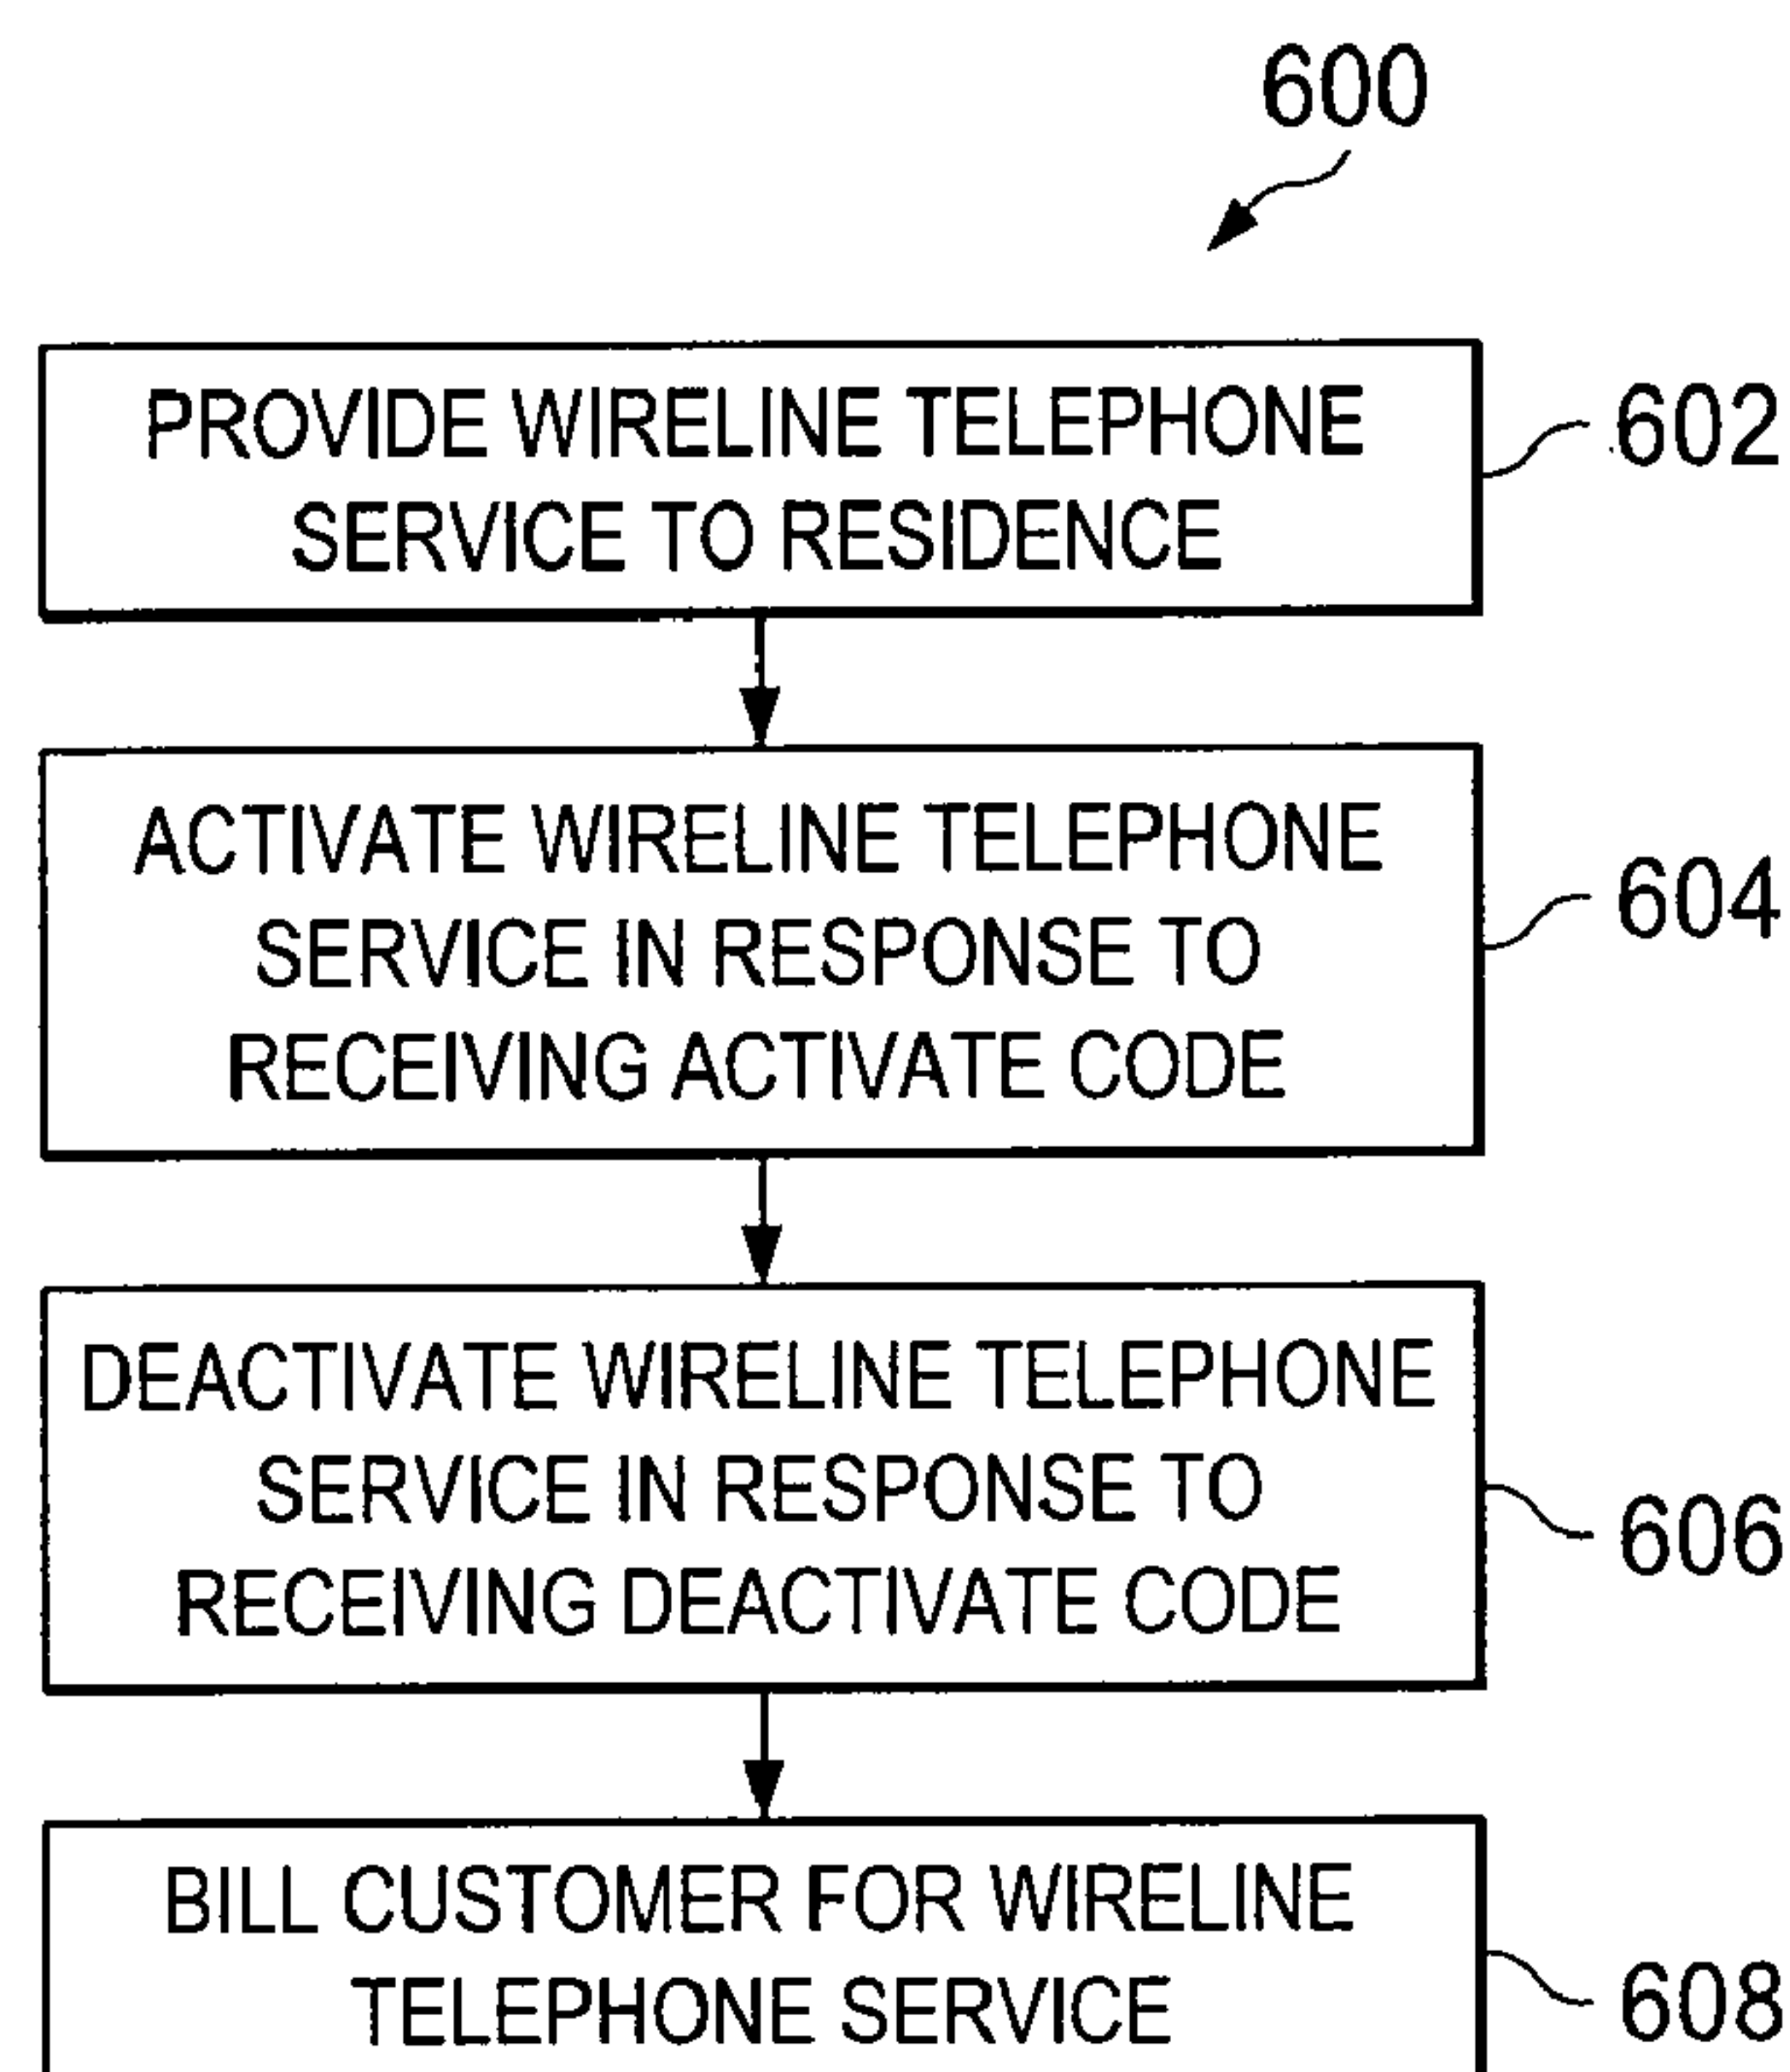 600
PROVIDE WIRELINE TELEPHONE
SERVICE TO RESIDENCE
602
ACTIVATE WIRELINE TELEPHONE
SERVICE IN RESPONSE TO
RECEIVING ACTIVATE CODE
604
DEACTIVATE WIRELINE TELEPHONE
SERVICE IN RESPONSE TO
RECEIVING DEACTIVATE CODE
606
BILL CUSTOMER FOR WIRELINE
TELEPHONE SERVICE
608